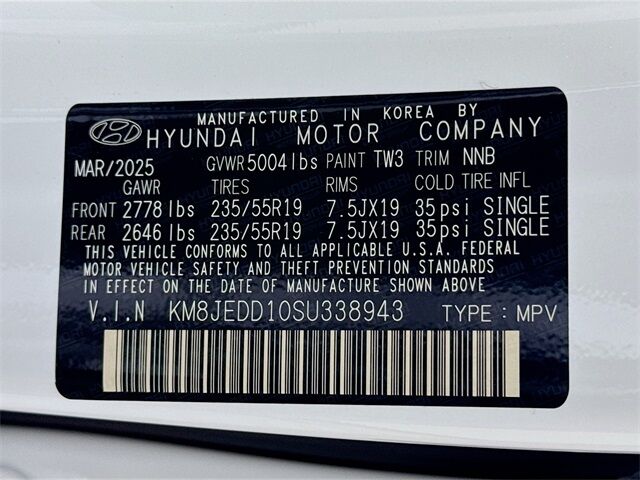 MANUFACTURED IN KOREA BY
HYUNDAI MOTOR COMPANY
MAR/2025 GVWR 5004lbs PAINT TW3 TRIM NNB
GAWR TIRES RIMS COLD TIRE INFL
FRONT 2778 lbs 235/55R19 7.5JX19 35psi SINGLE
REAR 2646 lbs 235/55R19 7.5JX19 35psi SINGLE
THIS VEHICLE CONFORMS TO ALL APPLICABLE U.S.A. FEDERAL
MOTOR VEHICLE SAFETY AND THEFT PREVENTION STANDARDS
IN EFFECT ON THE DATE OF MANUFACTURE SHOWN ABOVE.
V.I.N KM8JEDD10SU338943 TYPE : MPV